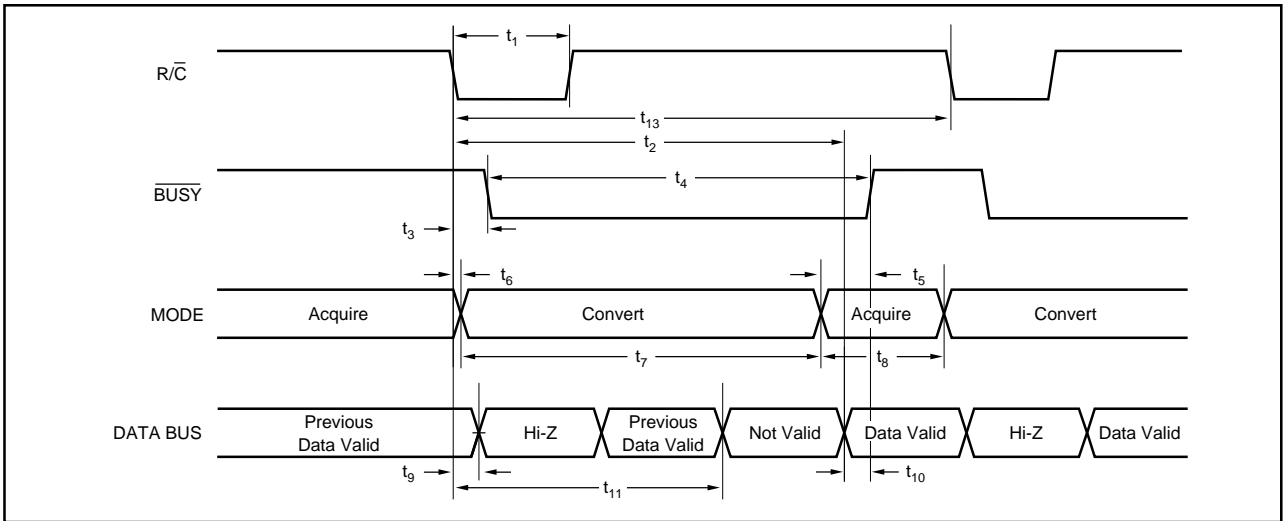 t1
R/C̅
t13
t2
B̅U̅S̅Y̅
t4
t3
t6
t5
MODE
Acquire
Convert
Acquire
Convert
t7
t8
DATA BUS
Previous
Data Valid
Hi-Z
Previous
Data Valid
Not Valid
Data Valid
Hi-Z
Data Valid
t9
t11
t10